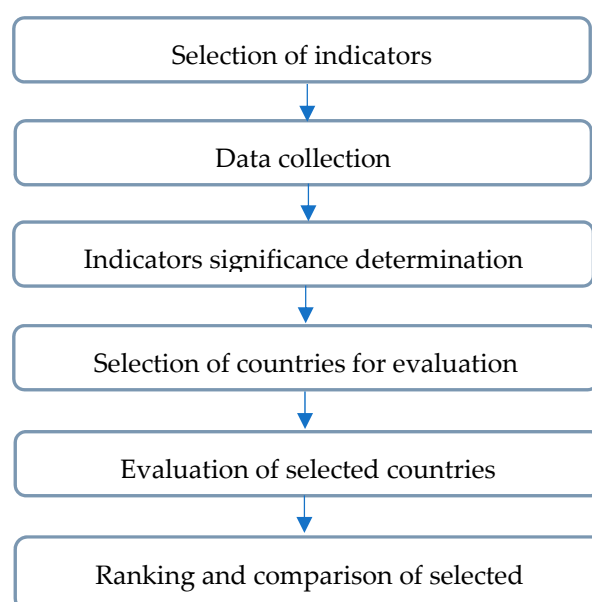 Selection of indicators
Data collection
Indicators significance determination
Selection of countries for evaluation
Evaluation of selected countries
Ranking and comparison of selected